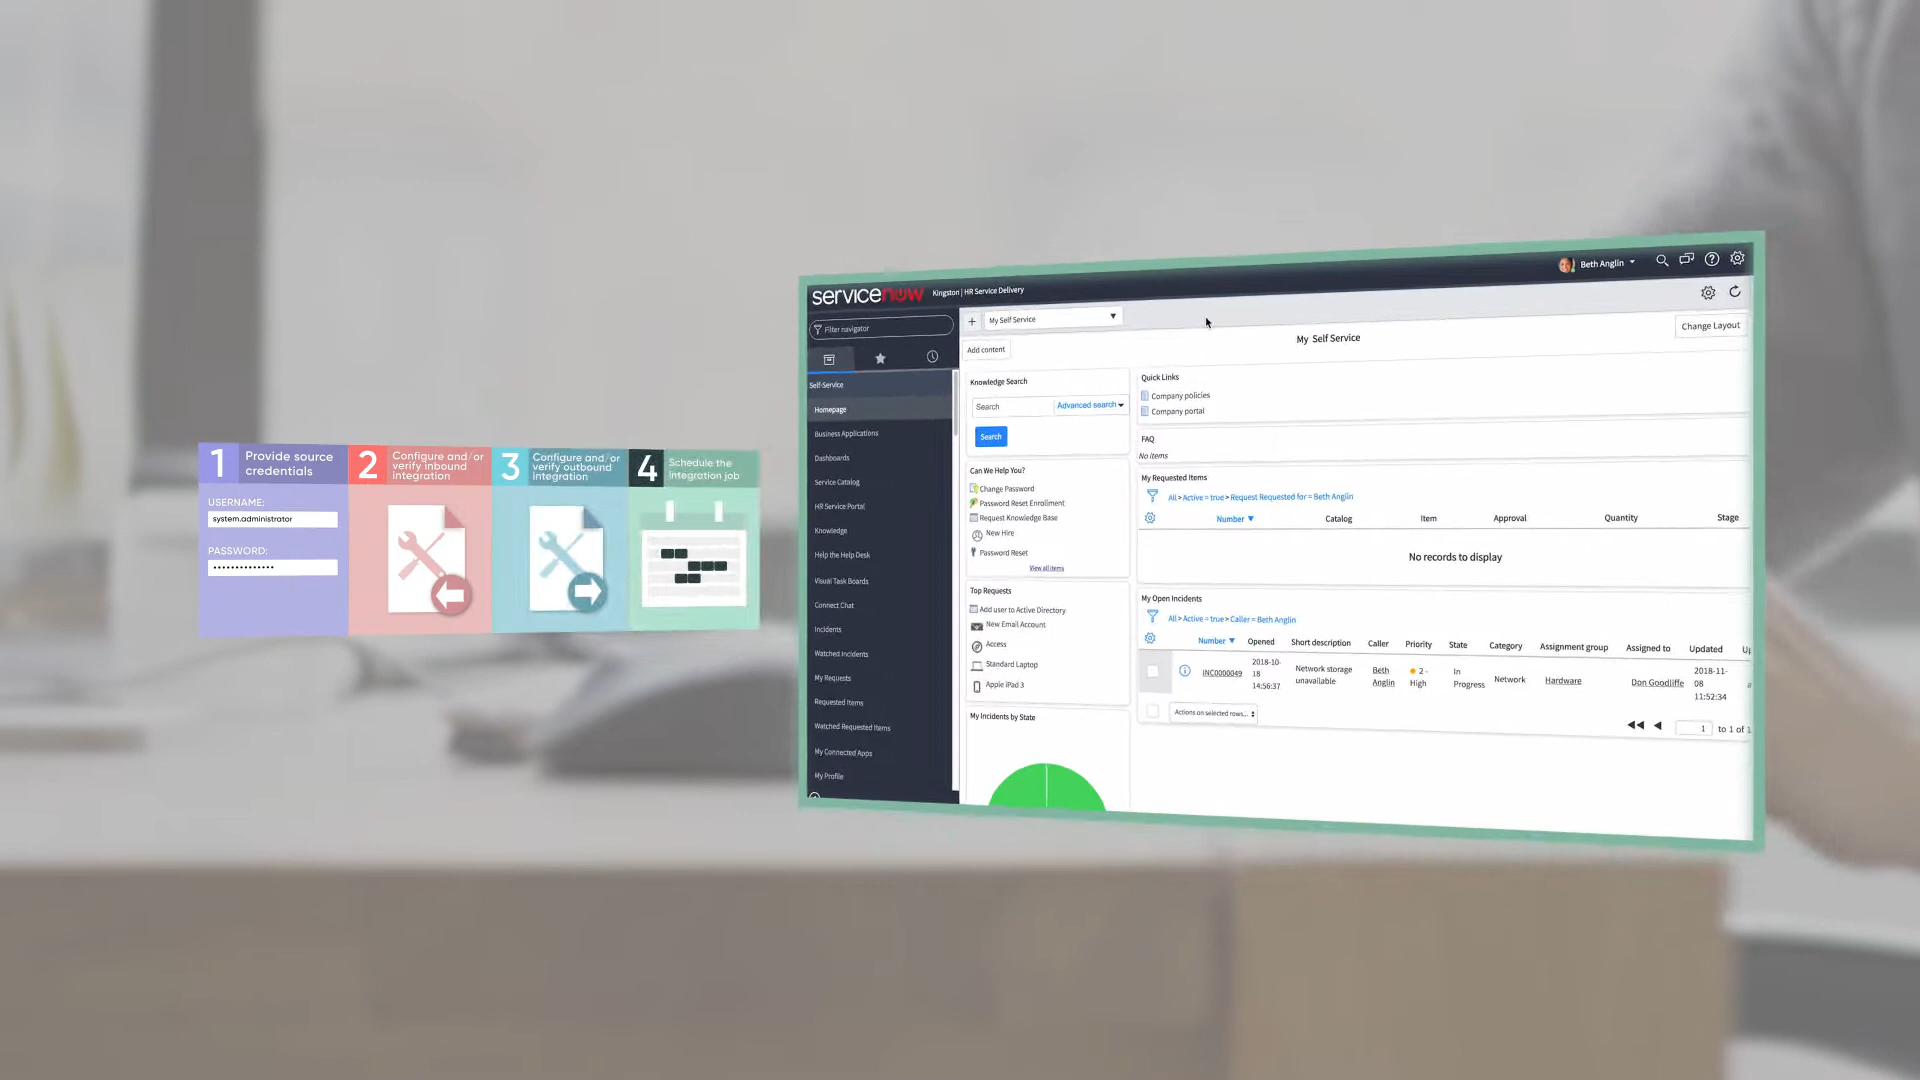 1
Provide source
credentials
USERNAME:
system.administrator
PASSWORD:
••••••••••••••
2
Configure and/or
verify inbound
integration
3
Configure and/or
verify outbound
integration
4
Schedule the
integration job
servicenow
Kingston | HR Service Delivery
Beth Anglin
Filter navigator
Self-Service
Homepage
Business Applications
Dashboards
Service Catalog
HR Service Portal
Knowledge
Help the Help Desk
Visual Task Boards
Connect Chat
Incidents
Watched Incidents
My Requests
Requested Items
Watched Requested Items
My Connected Apps
My Profile
My Self Service
My Self Service
Change Layout
Add content
Knowledge Search
Search
Advanced search
Search
Can We Help You?
Change Password
Password Reset Enrollment
Request Knowledge Base
New Hire
Password Reset
View all items
Top Requests
Add user to Active Directory
New Email Account
Access
Standard Laptop
Apple iPad 3
My Incidents by State
Quick Links
Company policies
Company portal
FAQ
No items
My Requested Items
All > Active = true > Request Requested for = Beth Anglin
Number Catalog Item Approval Quantity Stage
No records to display
My Open Incidents
All > Active = true > Caller = Beth Anglin
Number Opened Short description Caller Priority State Category Assignment group Assigned to Updated
INC0000049 2018-10-18 14:56:37 Network storage unavailable Beth Anglin 2 - High In Progress Network Hardware Don Goodliffe 2018-11-08 11:52:34
Actions on selected rows...
1 to 1 of 1